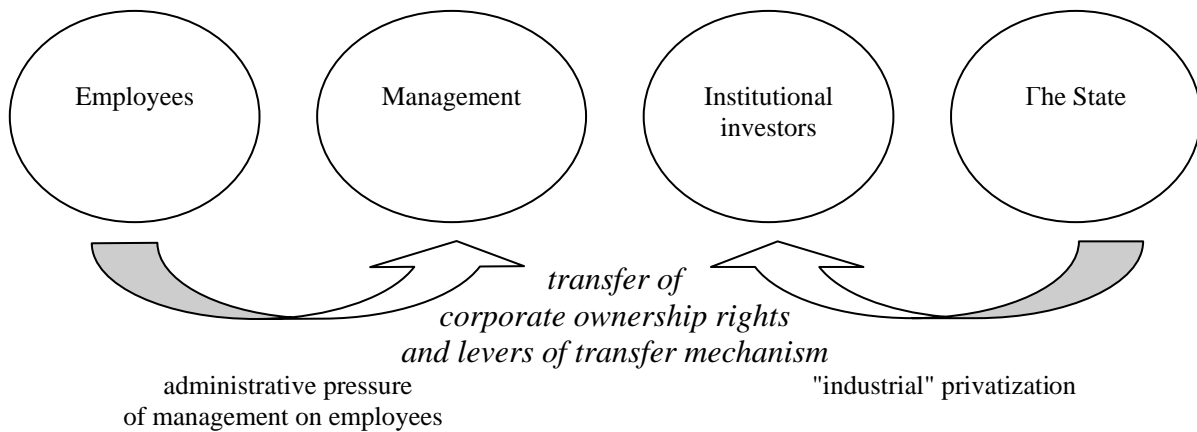 Employees
Management
Institutional
investors
Гhe State
transfer of
corporate ownership rights
and levers of transfer mechanism
administrative pressure
of management on employees
"industrial" privatization